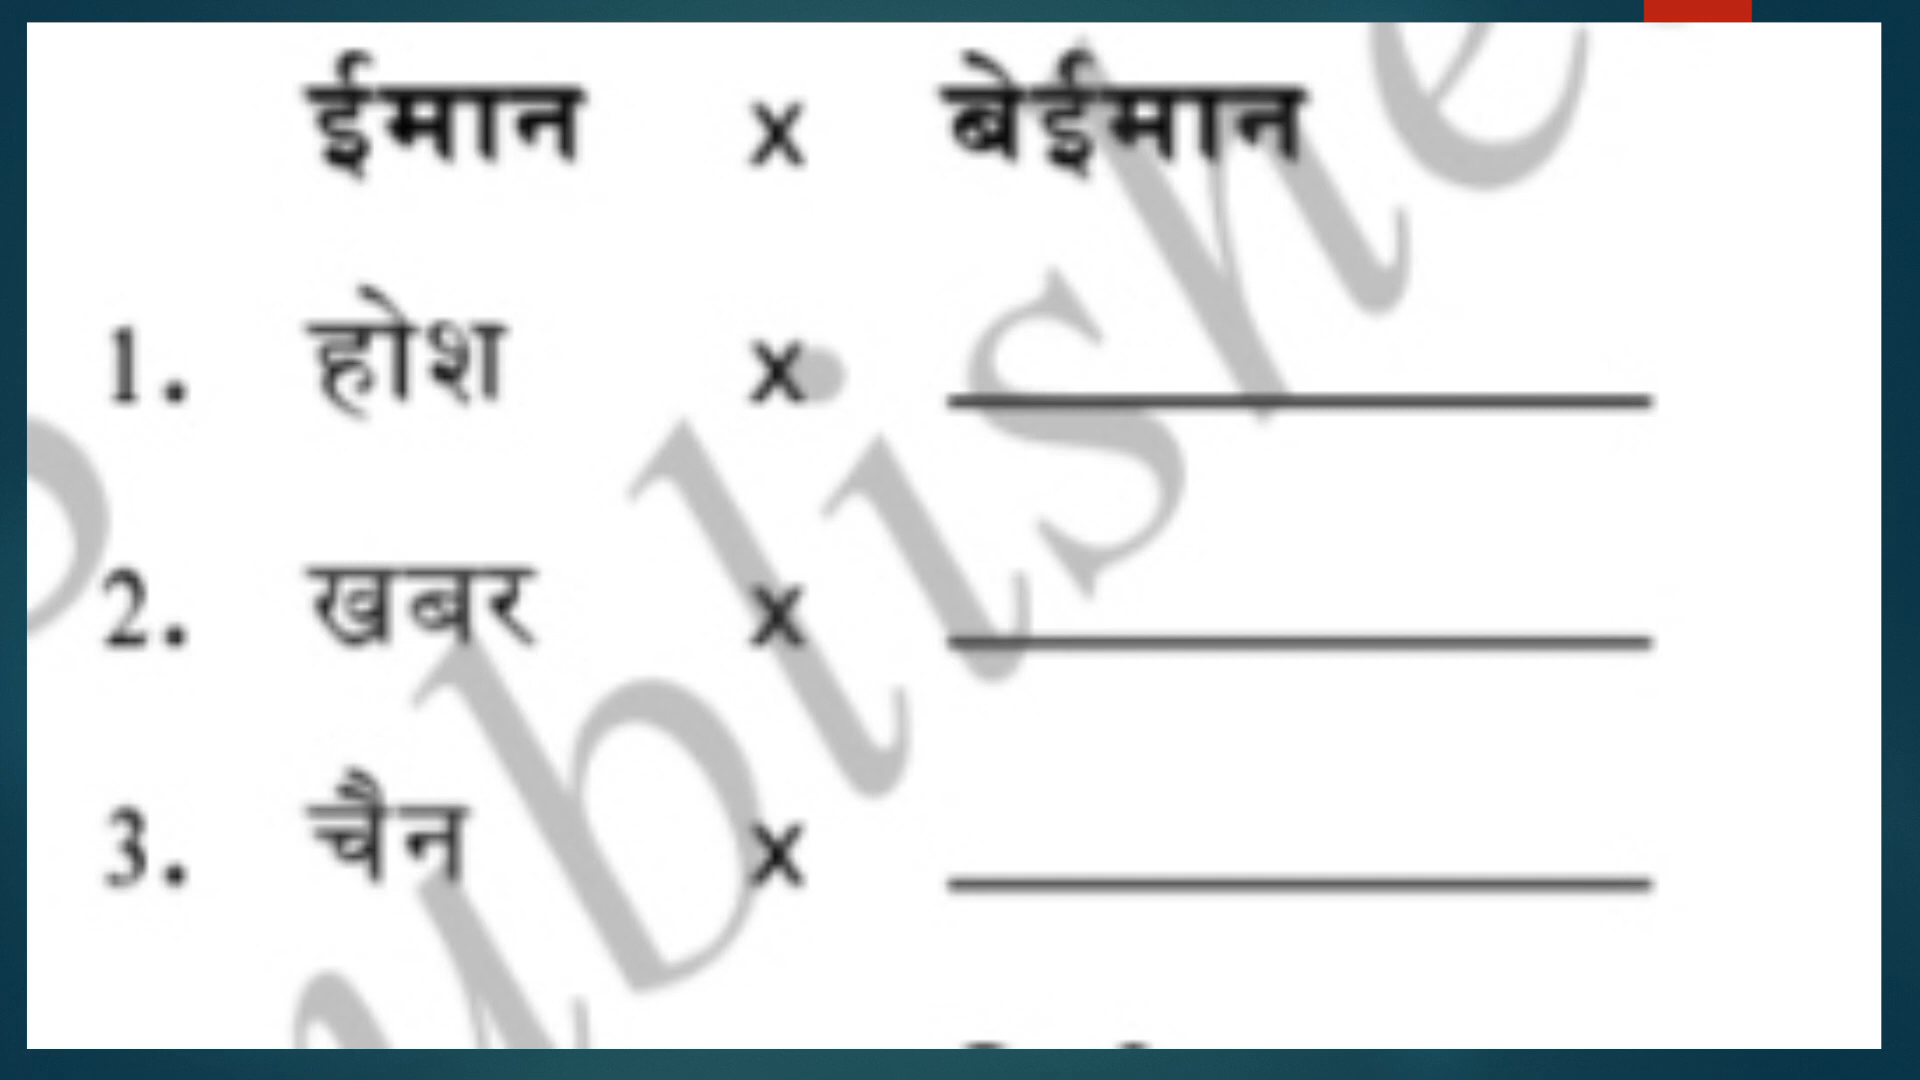 ईमान x बेईमान
1. होश x
2. खबर x
3. चैन x